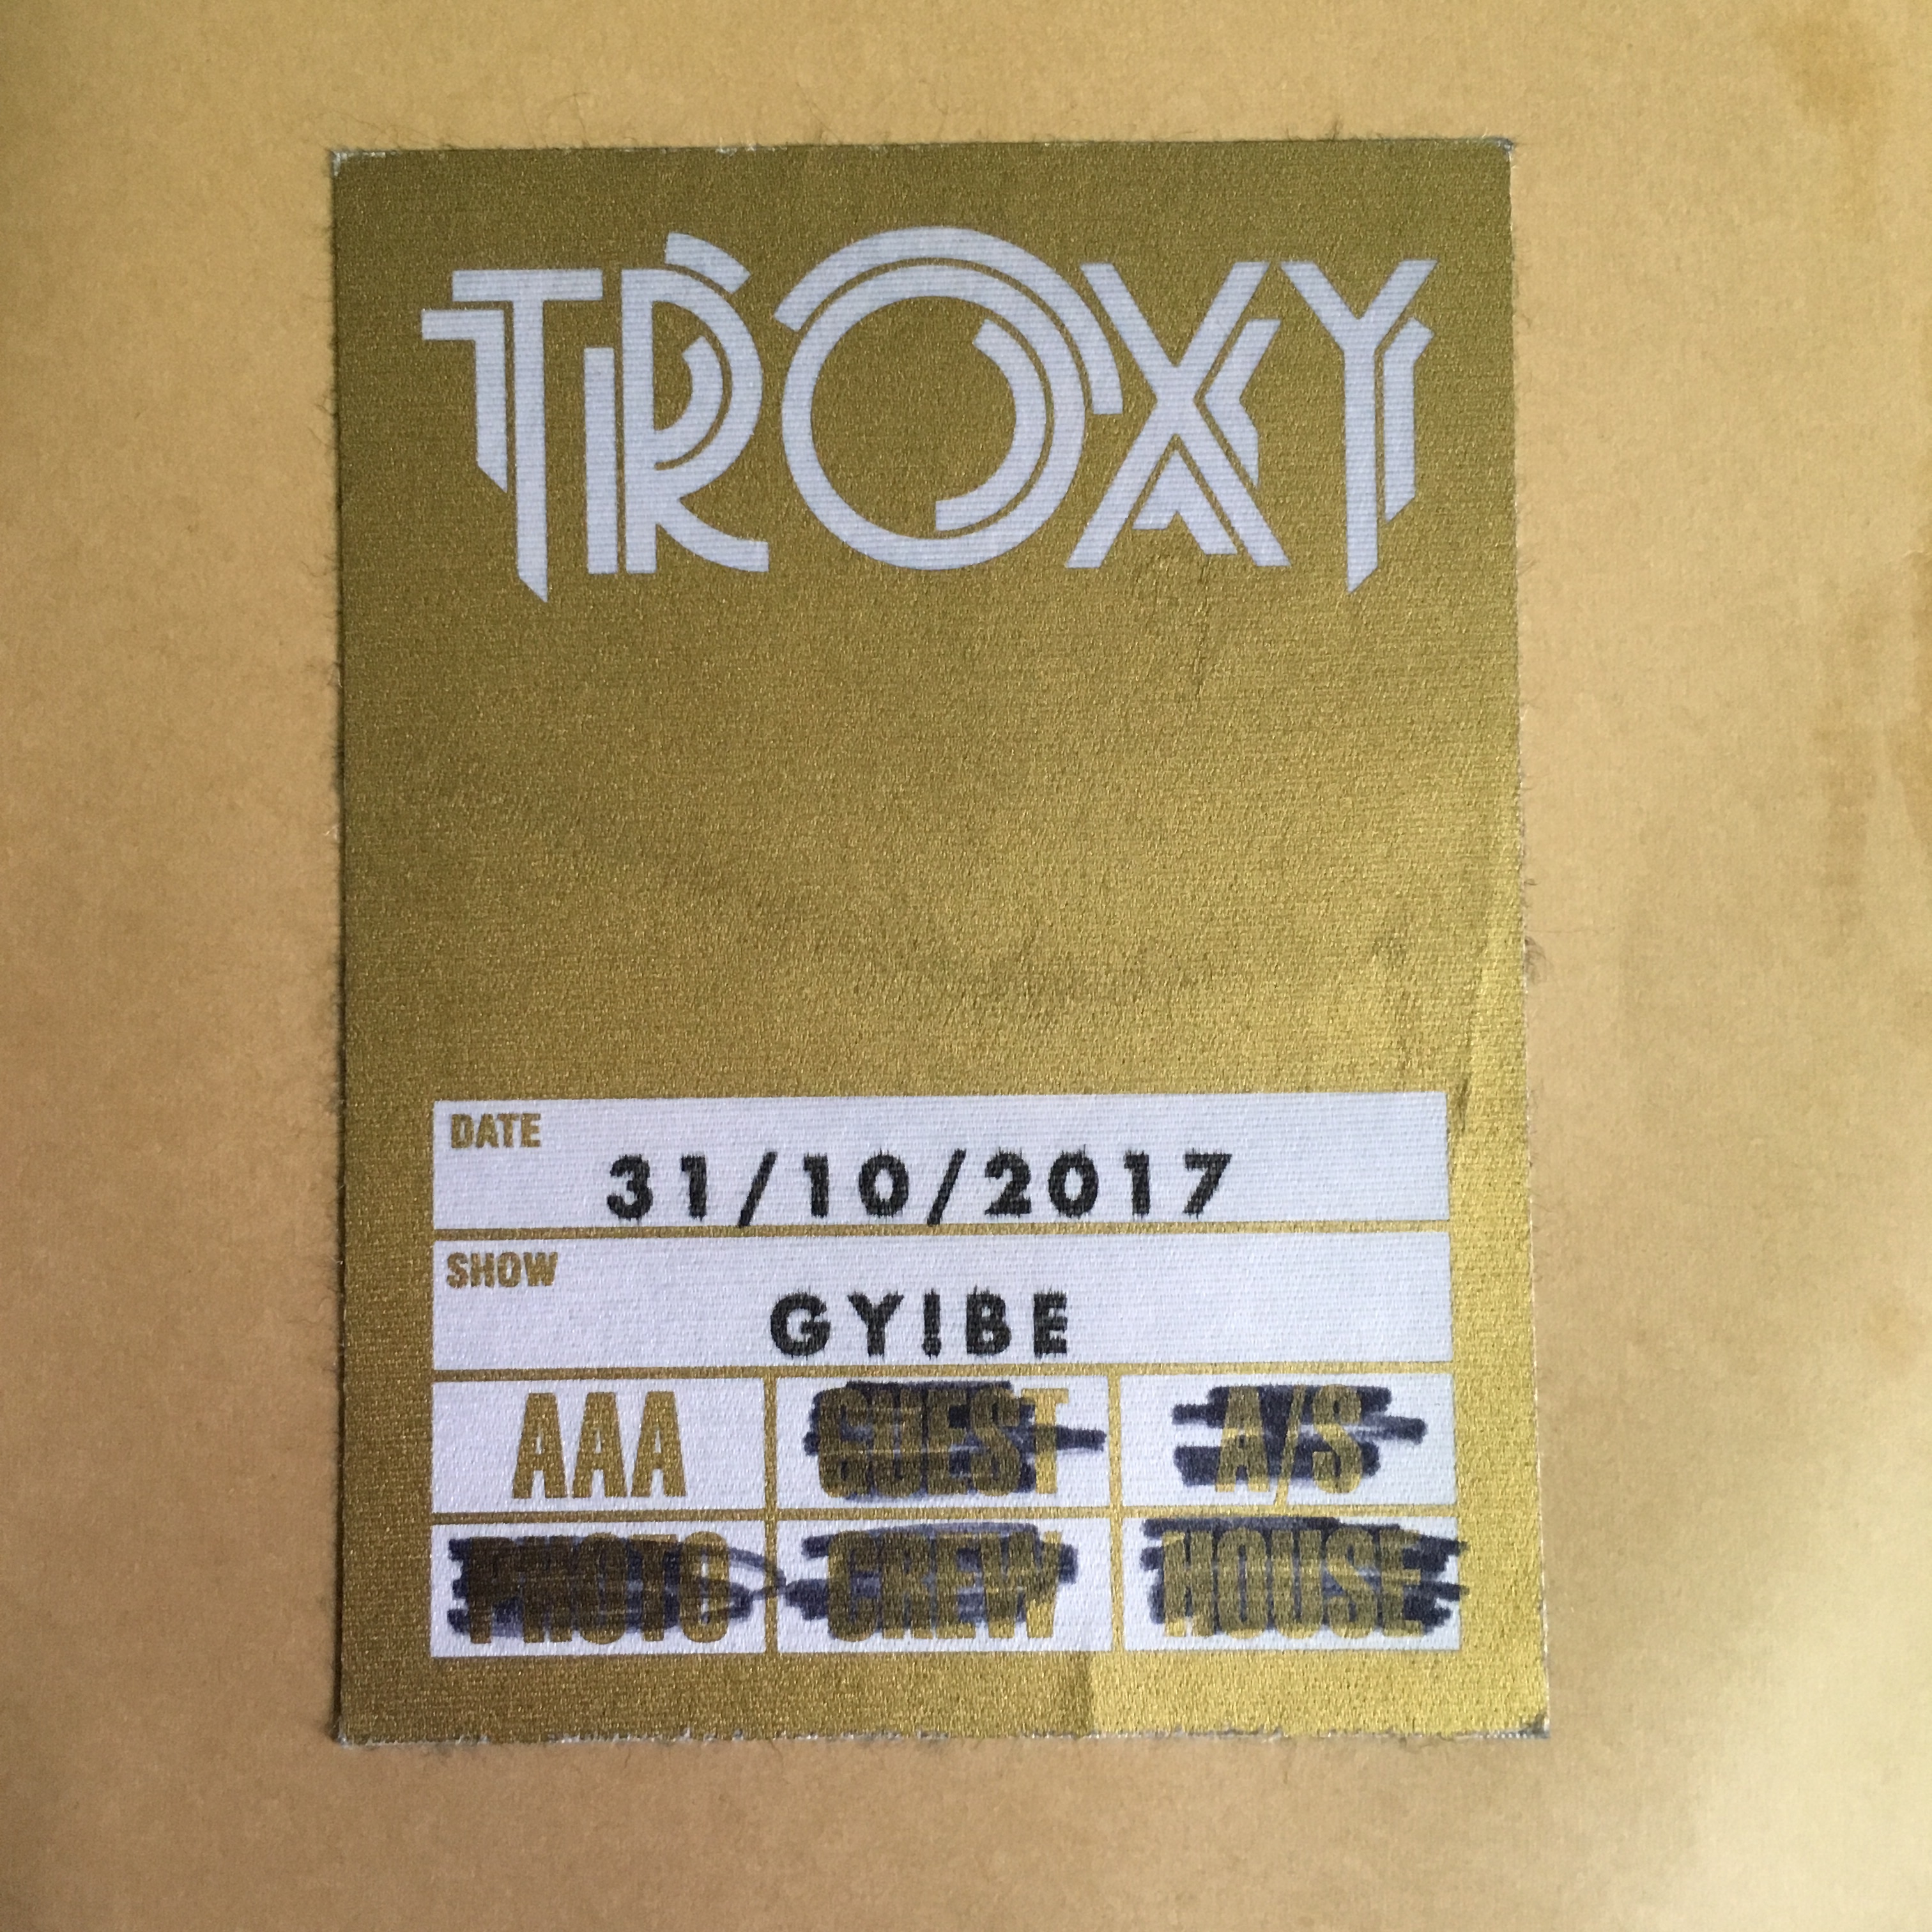 TROXY
DATE
31/10/2017
SHOW
GY!BE
AAA GUEST A/S
PHOTO CREW HOUSE